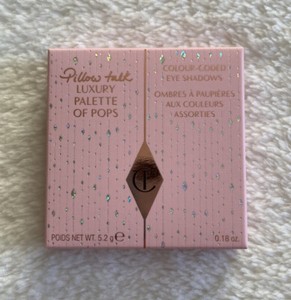 Pillow talk
LUXURY
PALETTE
OF POPS
COLOUR-CODED
EYE SHADOWS
OMBRES À PAUPIÈRES
AUX COULEURS
ASSORTIES
CT
POIDS NET WT. 5.2 g ℮
0.18 oz.